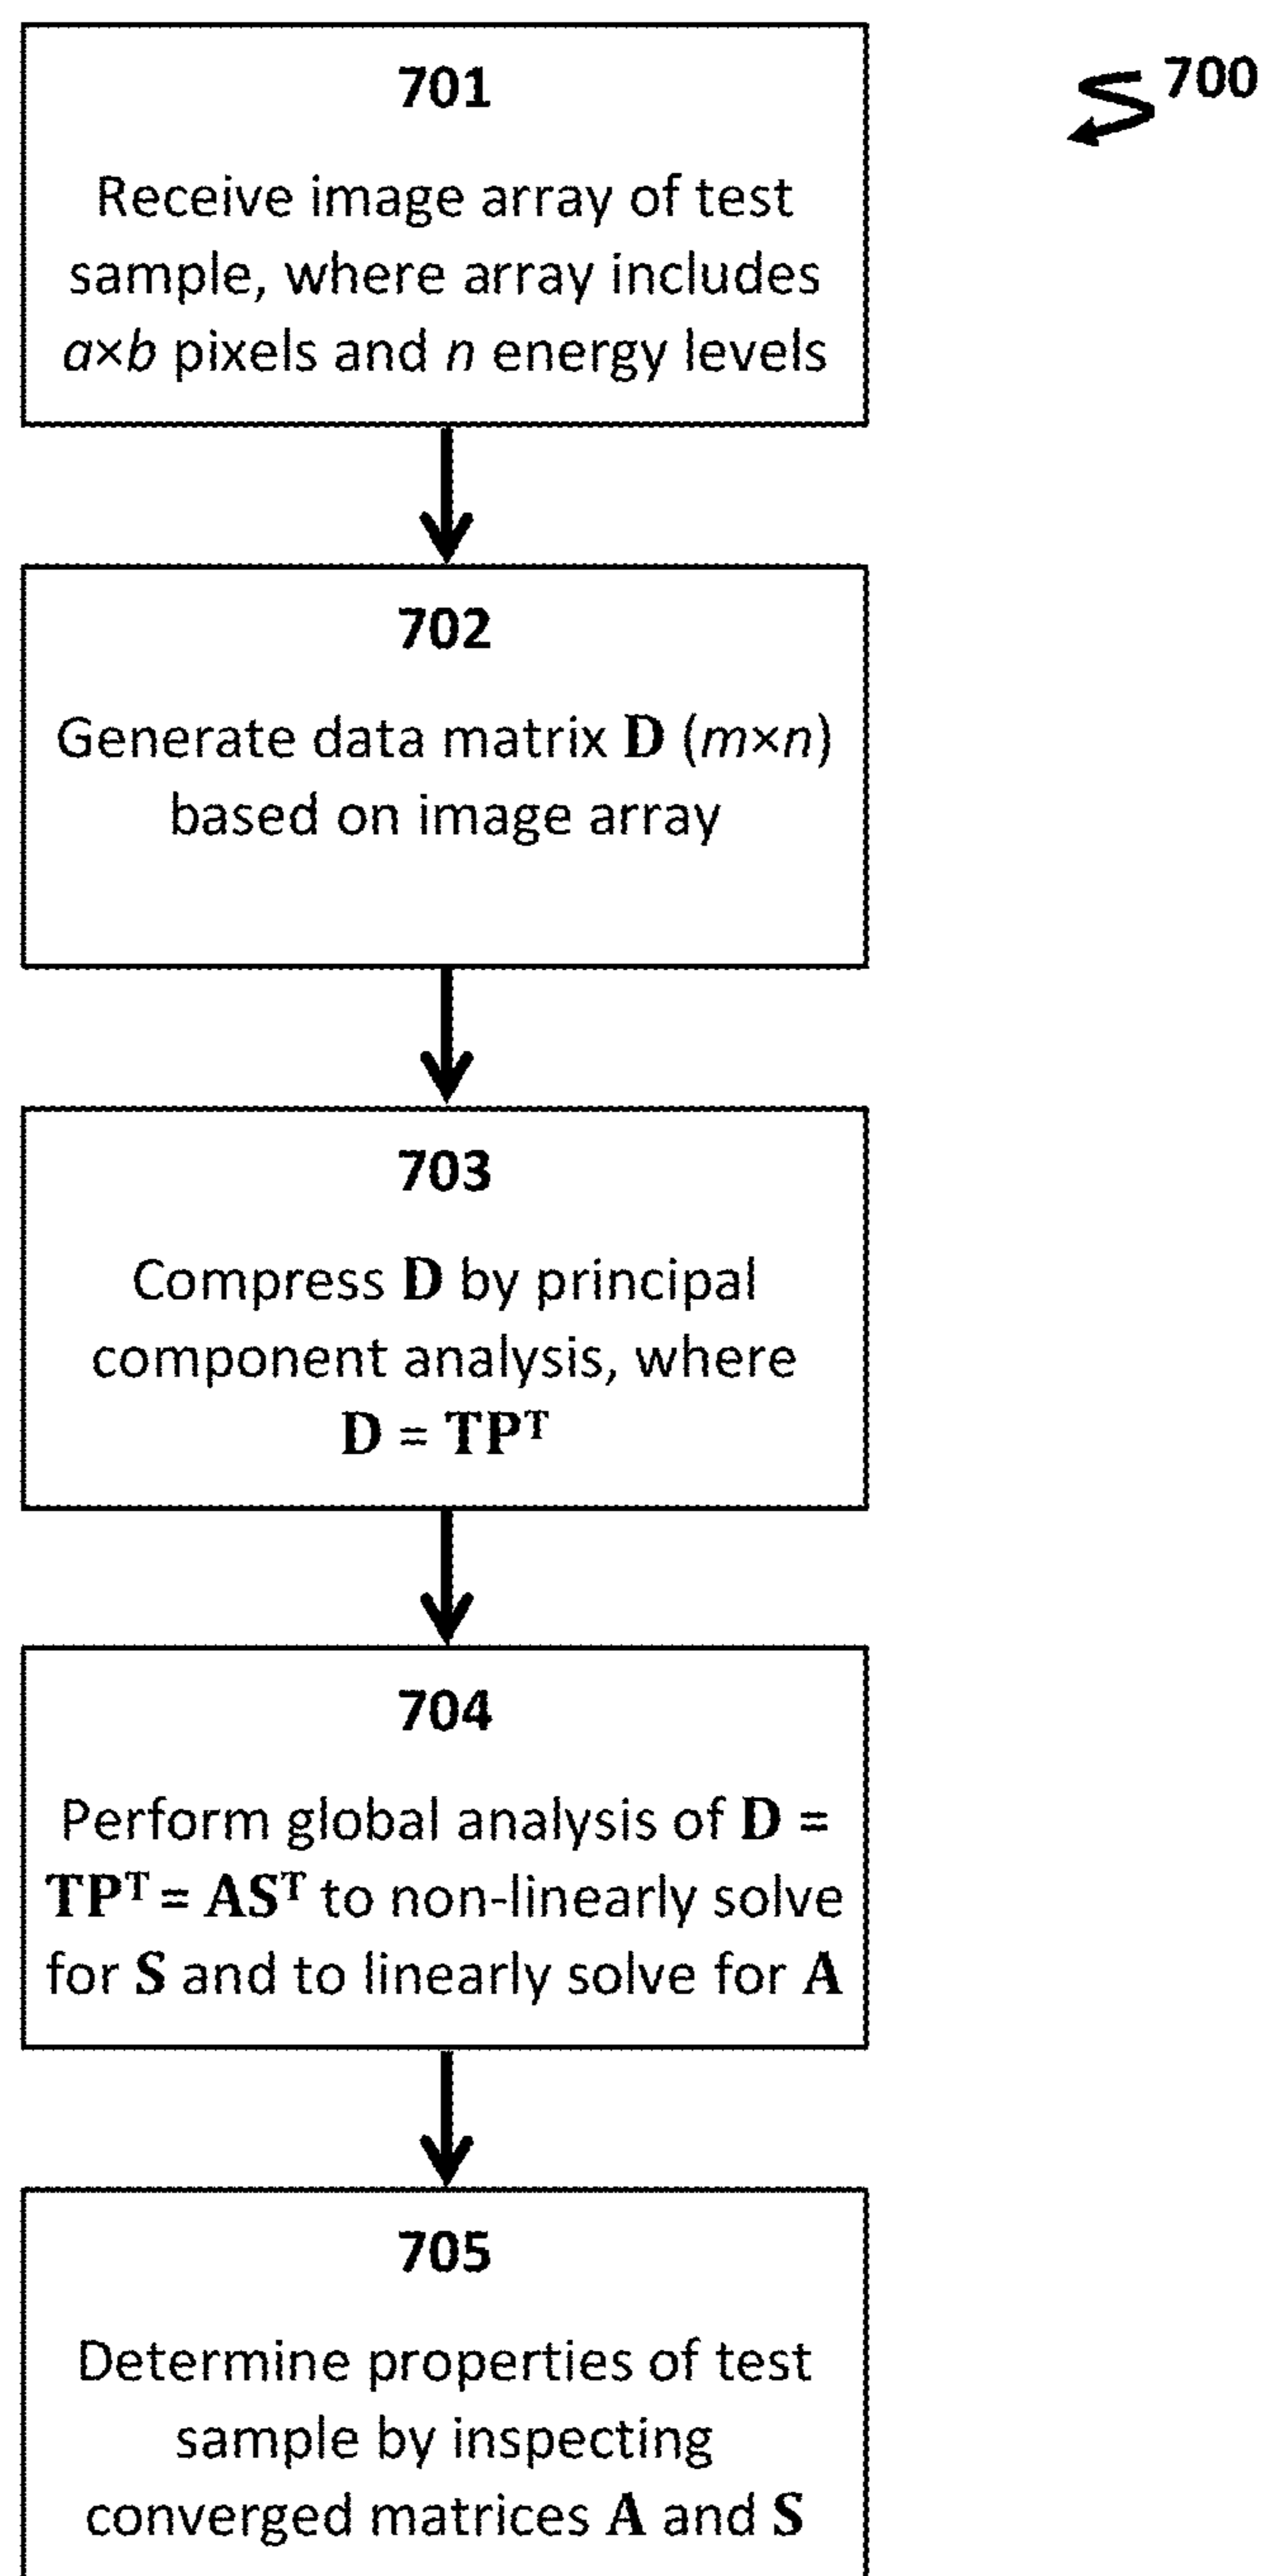 701
700
Receive image array of test
sample, where array includes
a×b pixels and n energy levels
702
Generate data matrix D (m×n)
based on image array
703
Compress D by principal
component analysis, where
D = TPᵀ
704
Perform global analysis of D =
TPᵀ = ASᵀ to non-linearly solve
for S and to linearly solve for A
705
Determine properties of test
sample by inspecting
converged matrices A and S